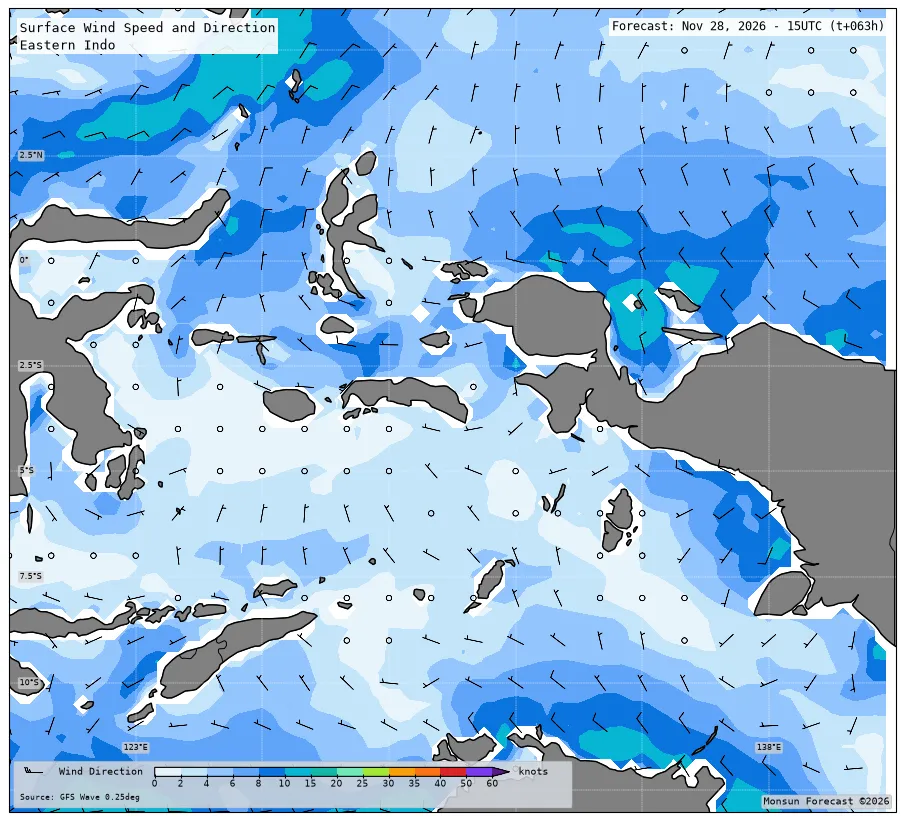 Surface Wind Speed and Direction
Eastern Indo
Forecast: Nov 28, 2026 - 15UTC (t+063h)
2.5°N
0°
2.5°S
5°S
7.5°S
10°S
123°E
138°E
Wind Direction
0 2 4 6 8 10 15 20 25 30 35 40 50 60
knots
Source: GFS Wave 0.25deg
Monsun Forecast ©2026